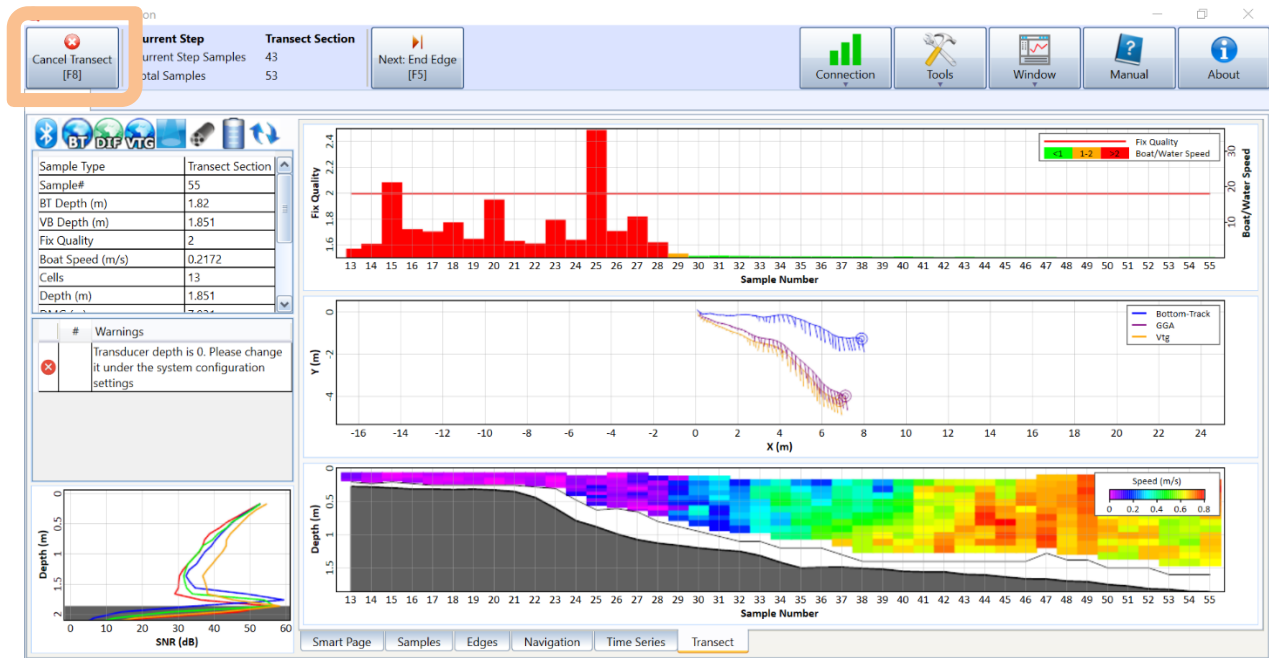 on
Cancel Transect
[F8]
urrent Step
Transect Section
urrent Step Samples
43
otal Samples
53
Next: End Edge
[F5]
Connection
Tools
Window
Manual
About
BT
DIF
VTG
Sample Type
Transect Section
Sample#
55
BT Depth (m)
1.82
VB Depth (m)
1.851
Fix Quality
2
Boat Speed (m/s)
0.2172
Cells
13
Depth (m)
1.851
# Warnings
Transducer depth is 0. Please change
it under the system configuration
settings
0
0.5
1
1.5
2
Depth (m)
0 10 20 30 40 50 60
SNR (dB)
2.4
2.2
2
1.8
1.6
Fix Quality
Fix Quality
<1 1-2 >2 Boat/Water Speed
30
20
10
Boat/Water Speed
13 14 15 16 17 18 19 20 21 22 23 24 25 26 27 28 29 30 31 32 33 34 35 36 37 38 39 40 41 42 43 44 45 46 47 48 49 50 51 52 53 54 55
Sample Number
0
-2
-4
Y (m)
Bottom-Track
GGA
Vtg
-16 -14 -12 -10 -8 -6 -4 -2 0 2 4 6 8 10 12 14 16 18 20 22 24
X (m)
0
0.5
1
1.5
Depth (m)
Speed (m/s)
0 0.2 0.4 0.6 0.8
13 14 15 16 17 18 19 20 21 22 23 24 25 26 27 28 29 30 31 32 33 34 35 36 37 38 39 40 41 42 43 44 45 46 47 48 49 50 51 52 53 54 55
Sample Number
Smart Page
Samples
Edges
Navigation
Time Series
Transect